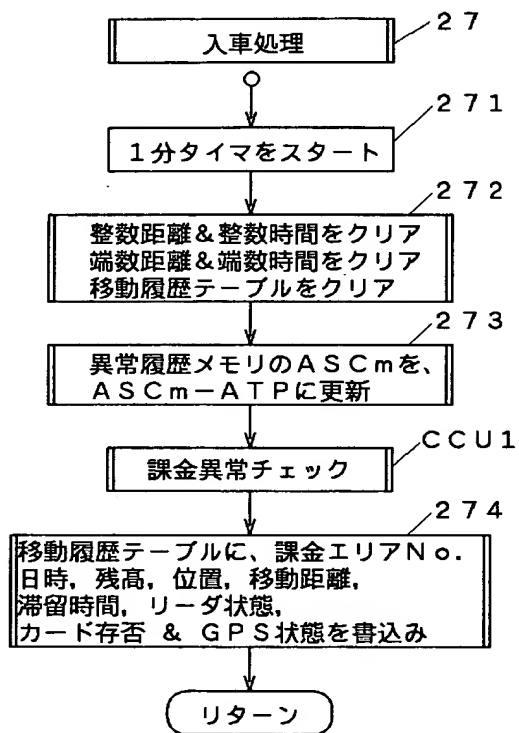 27
入車処理
271
1分タイマをスタート
272
整数距離&整数時間をクリア
端数距離&端数時間をクリア
移動履歴テーブルをクリア
273
異常履歴メモリのASCmを、
ASCm-ATPに更新
CCU1
課金異常チェック
274
移動履歴テーブルに、課金エリアNo.
日時,残高,位置,移動距離,
滞留時間,リーダ状態,
カード存否 & GPS状態を書込み
リターン